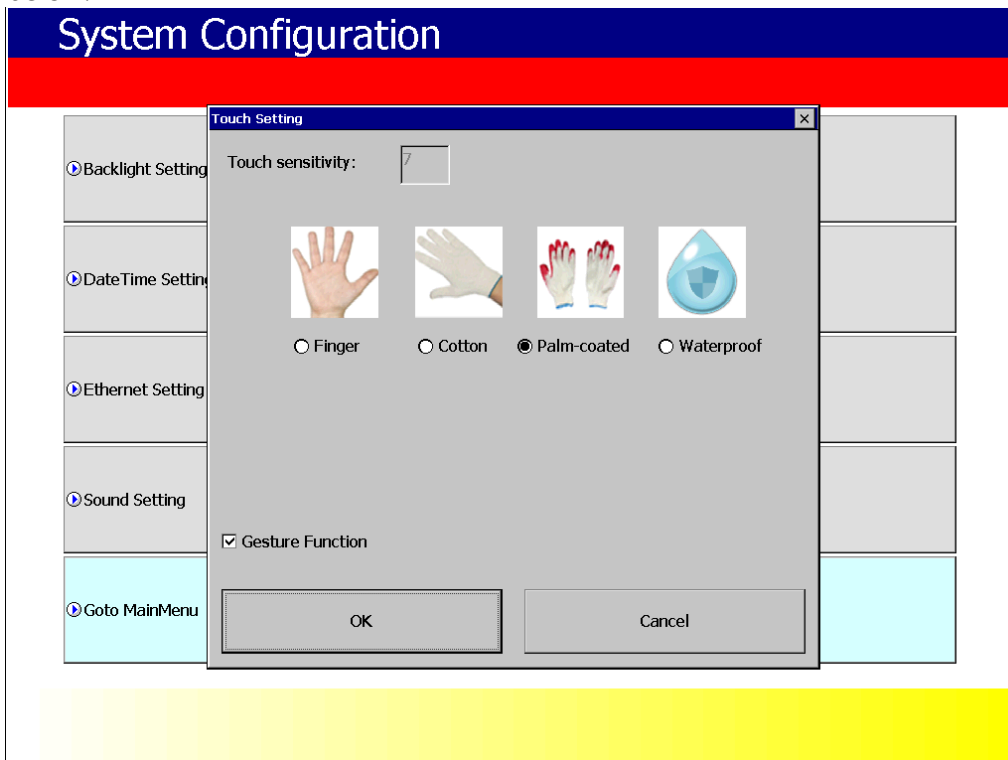 System Configuration
Touch Setting
Touch sensitivity:
7
Backlight Setting
DateTime Settin
Ethernet Setting
Sound Setting
Goto MainMenu
Finger
Cotton
Palm-coated
Waterproof
Gesture Function
OK
Cancel